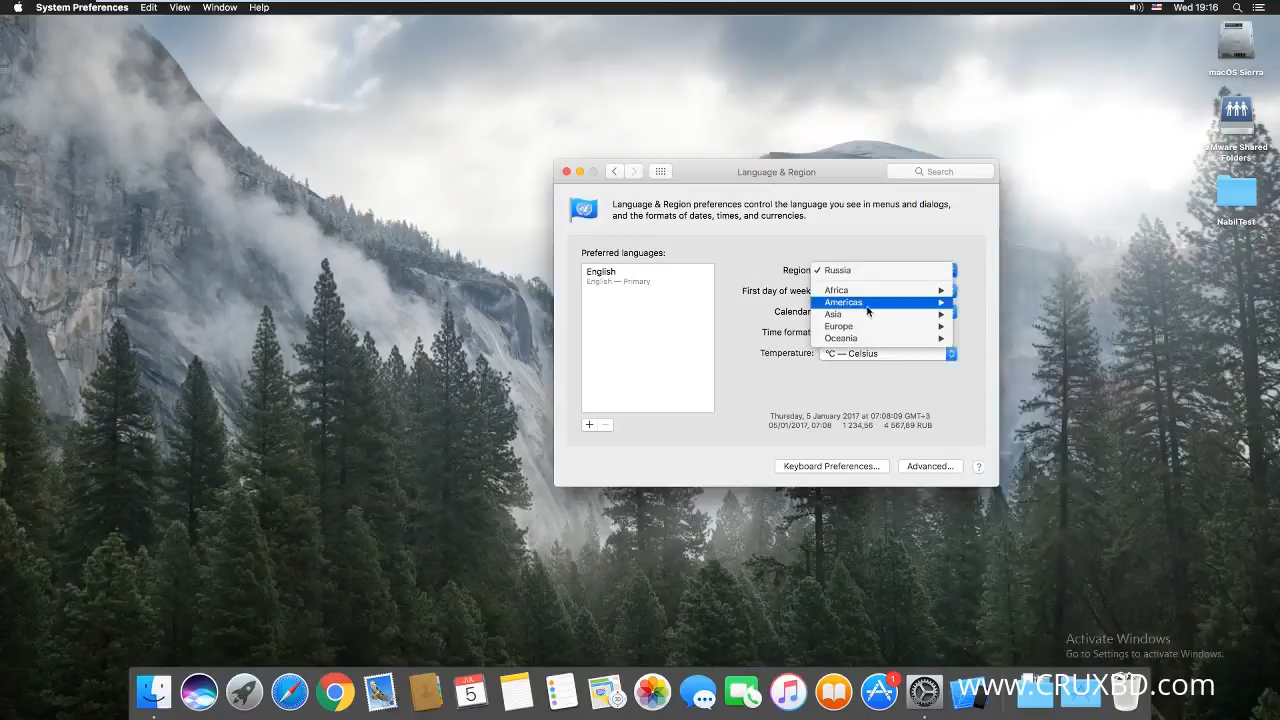 System Preferences Edit View Window Help Wed 19:16
macOS Sierra
VMware Shared
Folders
NabilTest
Language & Region
Search
Language & Region preferences control the language you see in menus and dialogs,
and the formats of dates, times, and currencies.
Preferred languages:
English
English — Primary
Region
✓ Russia
Africa
Americas
Asia
Europe
Oceania
First day of week
Calendar
Time format
Temperature: °C — Celsius
Thursday, 5 January 2017 at 07:08:09 GMT+3
05/01/2017, 07:08 1 234,56 4 567,89 RUB
+ −
Keyboard Preferences... Advanced... ?
Activate Windows
Go to Settings to activate Windows.
JUL
5
1
www.CRUXBD.com